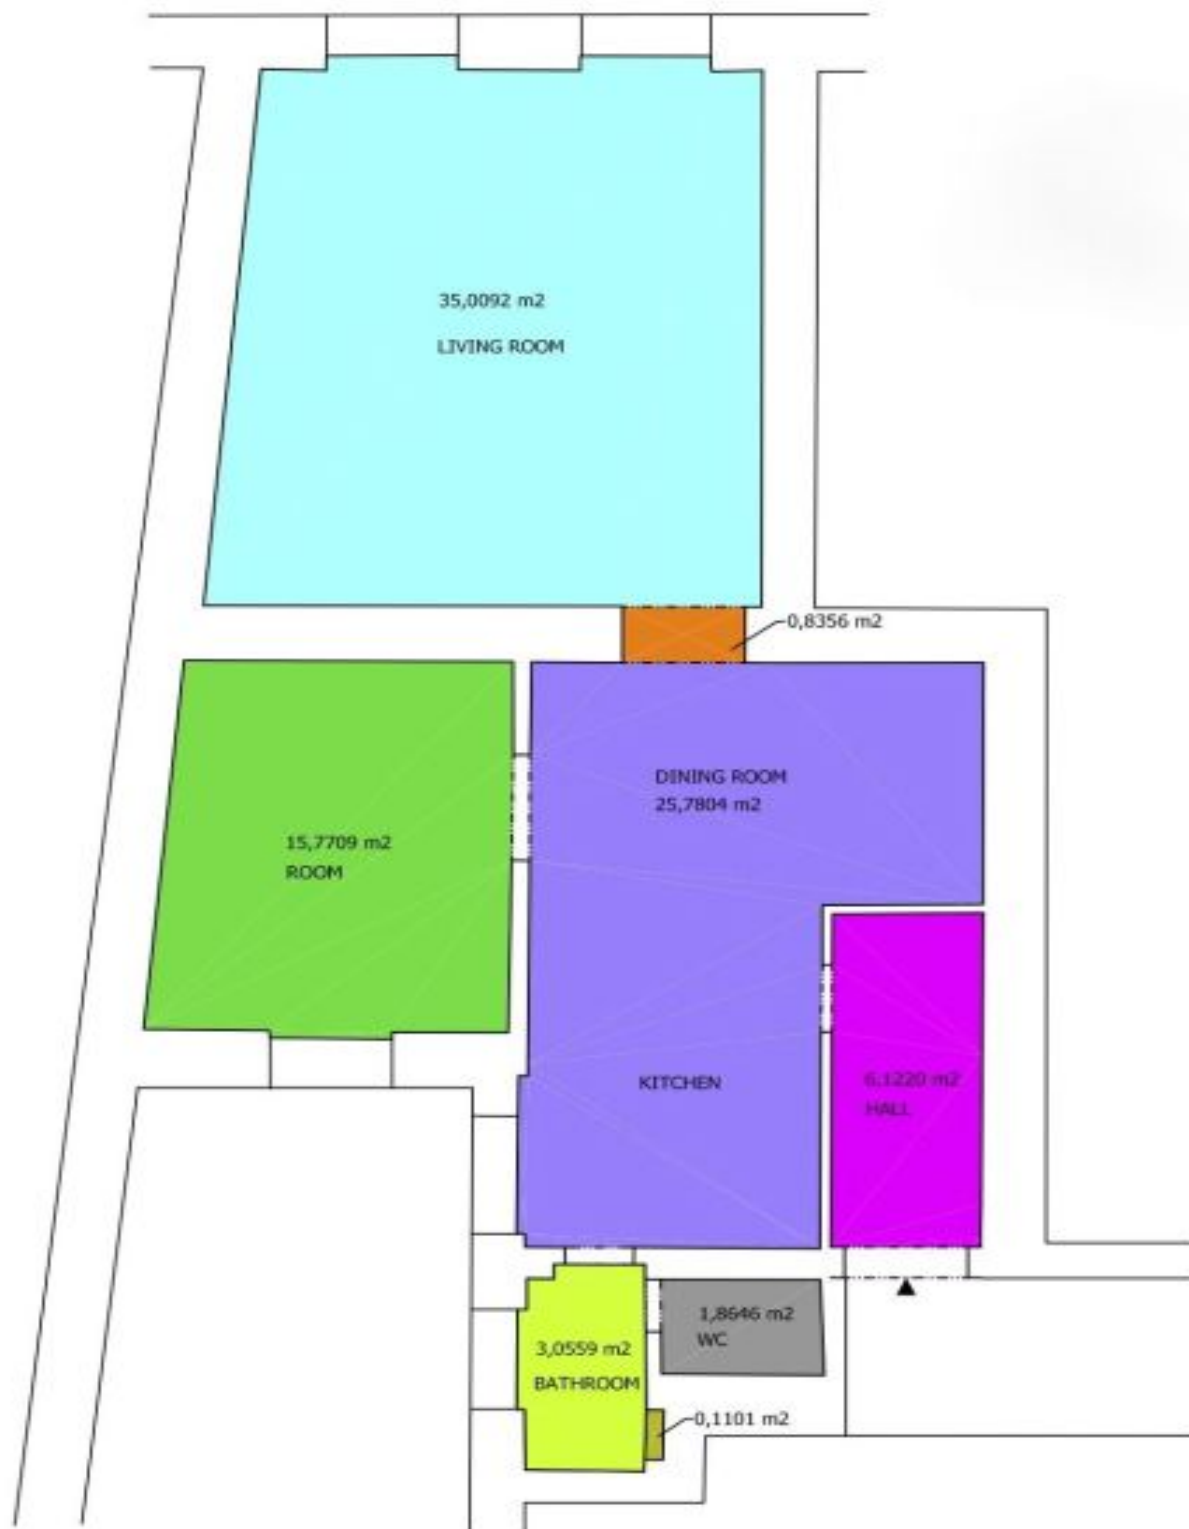 35,0092 m2
LIVING ROOM
0,8356 m2
DINING ROOM
25,7804 m2
15,7709 m2
ROOM
KITCHEN
6,1220 m2
HALL
1,8646 m2
WC
3,0559 m2
BATHROOM
0,1101 m2